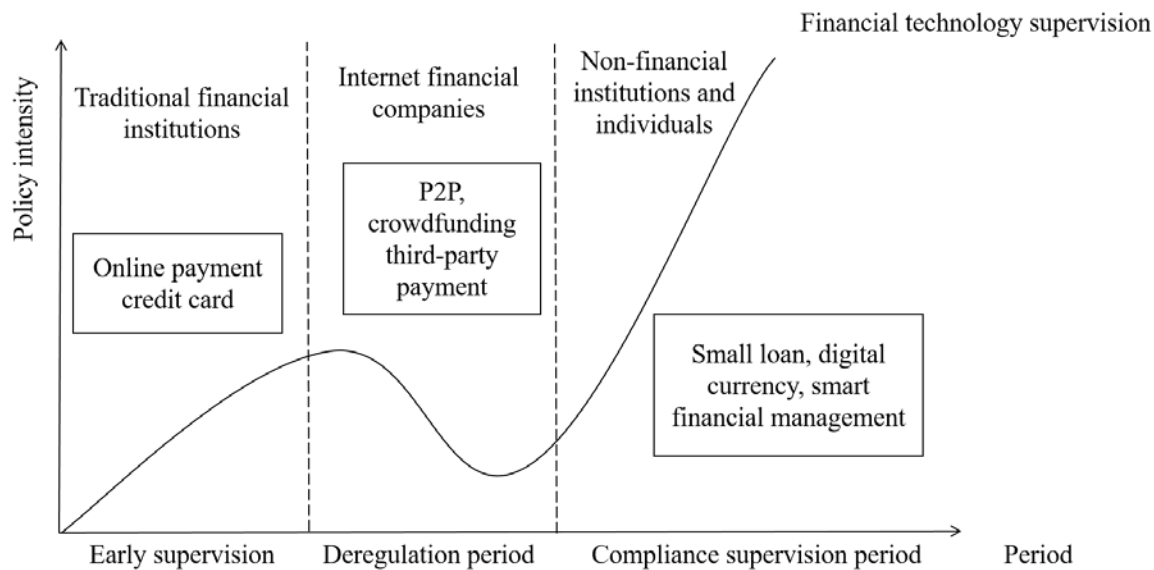 Financial technology supervision
Policy intensity
Traditional financial
institutions
Internet financial
companies
Non-financial
institutions and
individuals
Online payment
credit card
P2P,
crowdfunding
third-party
payment
Small loan, digital
currency, smart
financial management
Early supervision
Deregulation period
Compliance supervision period
Period